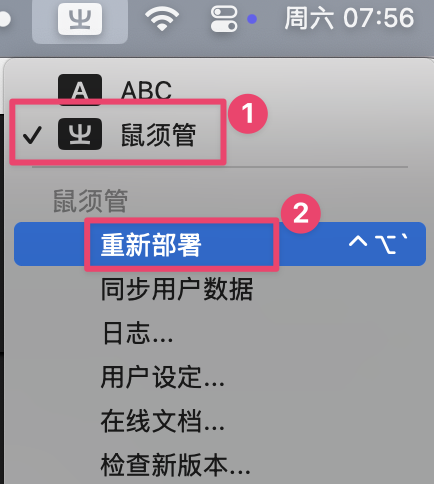 周六 07:56
A ABC
1
✓ 鼠须管
鼠须管
2
重新部署 ⌃⌥`
同步用户数据
日志...
用户设定...
在线文档...
检查新版本...